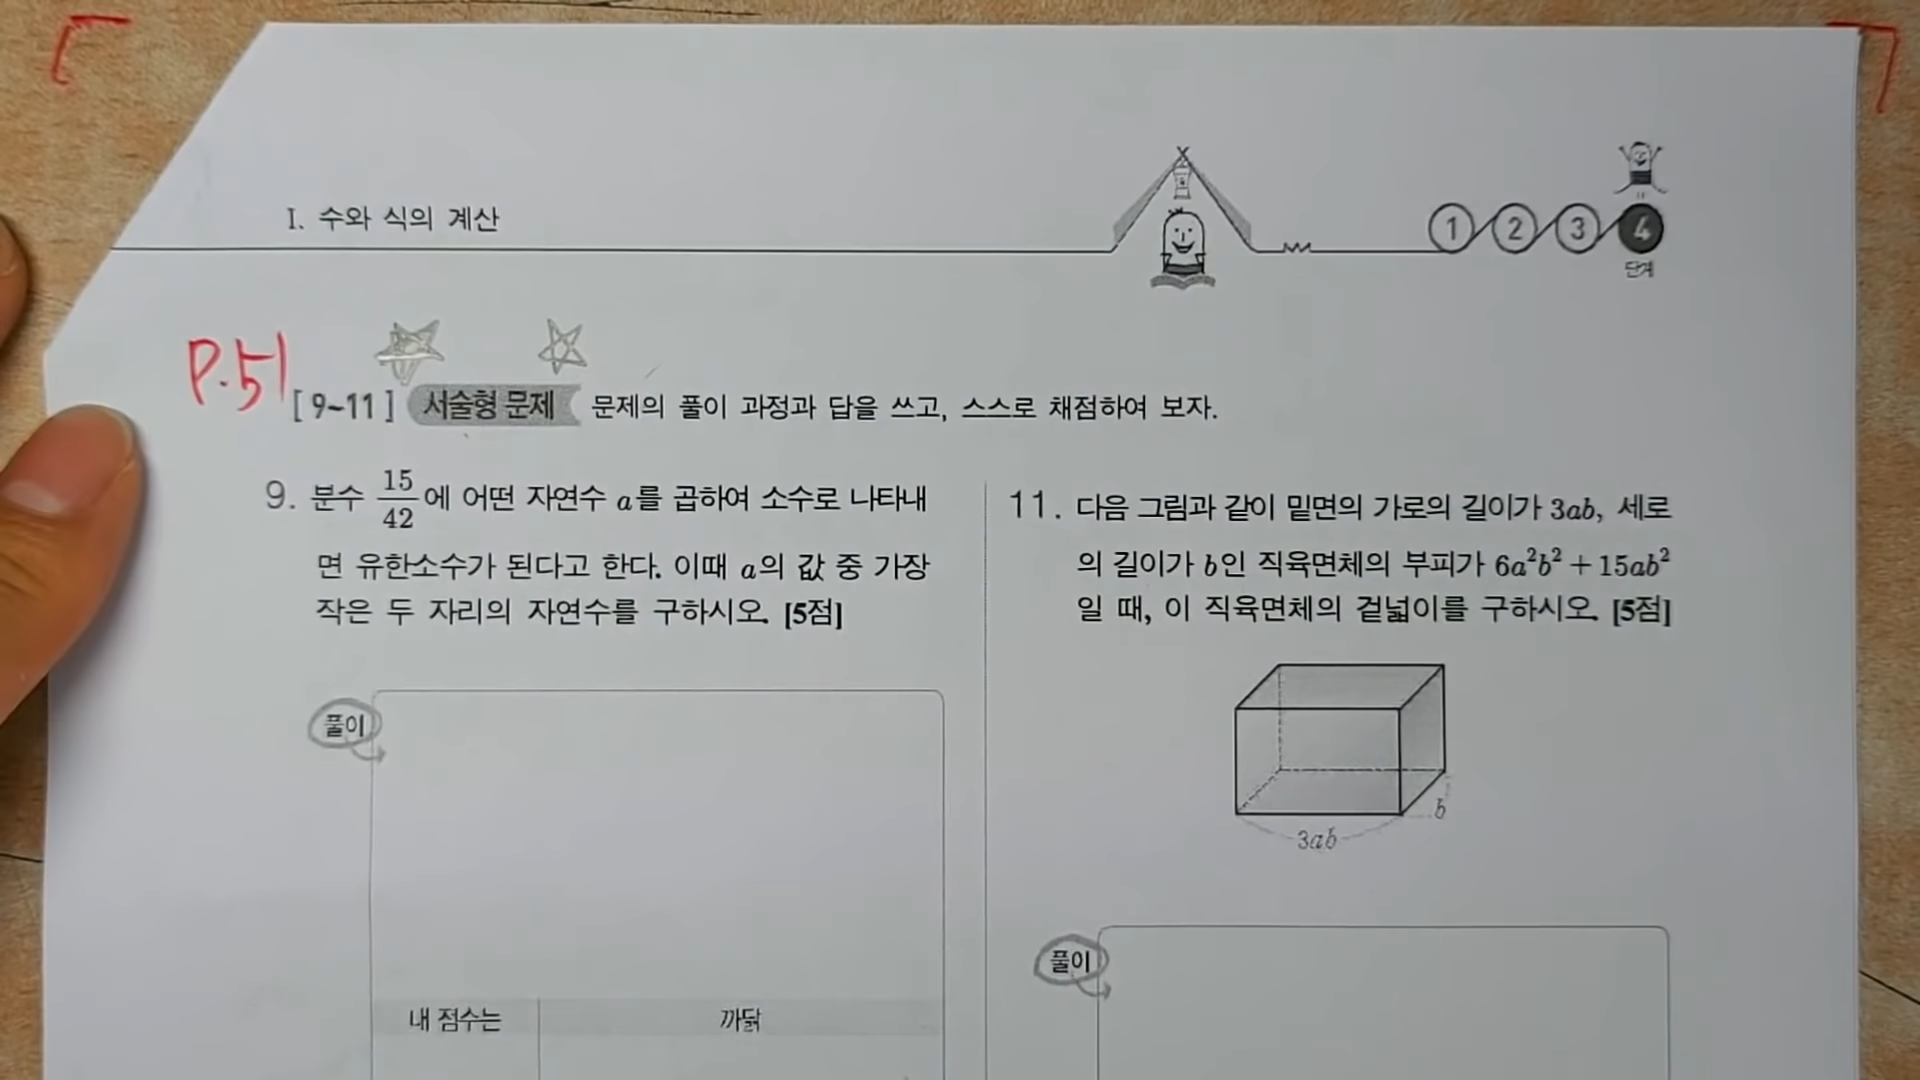 I. 수와 식의 계산
1 2 3 4
단계
P.51
[9~11] 서술형 문제 문제의 풀이 과정과 답을 쓰고, 스스로 채점하여 보자.
9. 분수 15/42에 어떤 자연수 a를 곱하여 소수로 나타내
면 유한소수가 된다고 한다. 이때 a의 값 중 가장
작은 두 자리의 자연수를 구하시오. [5점]
풀이
내 점수는 까닭
11. 다음 그림과 같이 밑면의 가로의 길이가 3ab, 세로
의 길이가 b인 직육면체의 부피가 6a²b²+15ab²
일 때, 이 직육면체의 겉넓이를 구하시오. [5점]
b
3ab
풀이